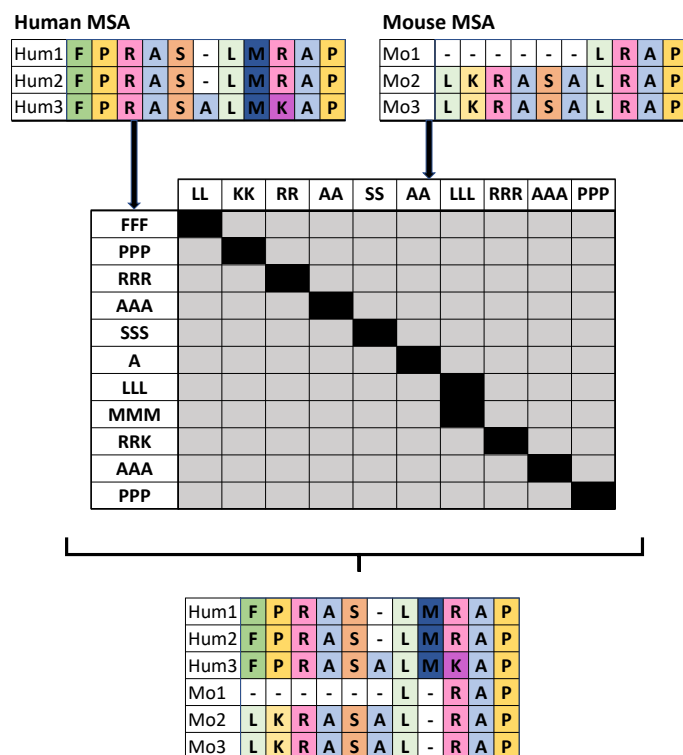 Human MSA
Mouse MSA
Hum1 F P R A S - L M R A P
Hum2 F P R A S - L M R A P
Hum3 F P R A S A L M K A P
Mo1 - - - - - - L R A P
Mo2 L K R A S A L R A P
Mo3 L K R A S A L R A P
LL KK RR AA SS AA LLL RRR AAA PPP
FFF
PPP
RRR
AAA
SSS
A
LLL
MMM
RRK
AAA
PPP
Hum1 F P R A S - L M R A P
Hum2 F P R A S - L M R A P
Hum3 F P R A S A L M K A P
Mo1 - - - - - - L - R A P
Mo2 L K R A S A L - R A P
Mo3 L K R A S A L - R A P